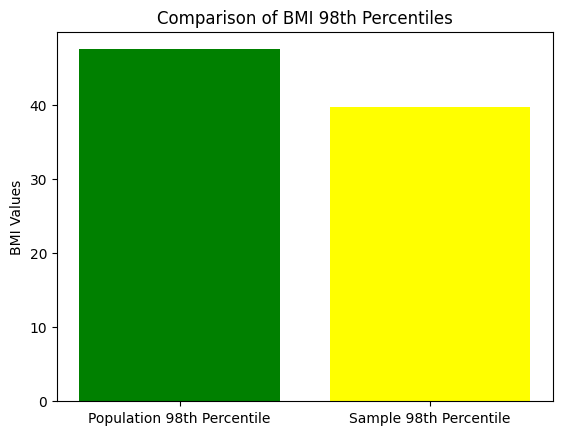 Comparison of BMI 98th Percentiles
BMI Values
40
30
20
10
0
Population 98th Percentile
Sample 98th Percentile